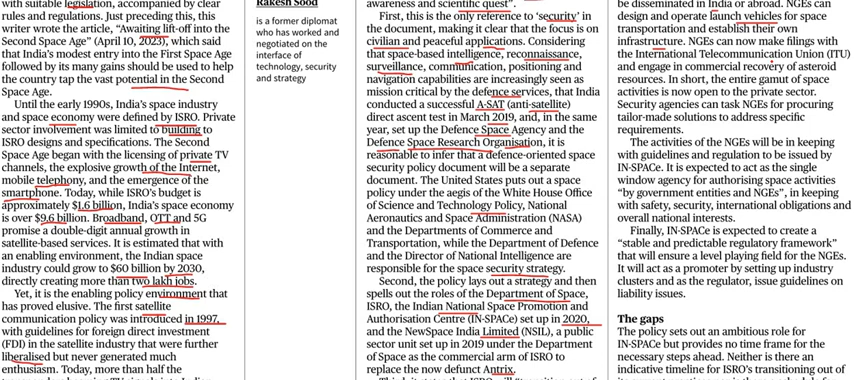 with suitable legislation, accompanied by clear
rules and regulations. Just preceding this, this
writer wrote the article, “Awaiting lift-off into the
Second Space Age” (April 10, 2023), which said
that India’s modest entry into the First Space Age
followed by its many gains should be used to help
the country tap the vast potential in the Second
Space Age.
Until the early 1990s, India’s space industry
and space economy were defined by ISRO. Private
sector involvement was limited to building to
ISRO designs and specifications. The Second
Space Age began with the licensing of private TV
channels, the explosive growth of the Internet,
mobile telephony, and the emergence of the
smartphone. Today, while ISRO’s budget is
approximately $1.6 billion, India’s space economy
is over $9.6 billion. Broadband, OTT and 5G
promise a double-digit annual growth in
satellite-based services. It is estimated that with
an enabling environment, the Indian space
industry could grow to $60 billion by 2030,
directly creating more than two lakh jobs.
Yet, it is the enabling policy environment that
has proved elusive. The first satellite
communication policy was introduced in 1997,
with guidelines for foreign direct investment
(FDI) in the satellite industry that were further
liberalised but never generated much
enthusiasm. Today, more than half the
Rakesh Sood
is a former diplomat
who has worked and
negotiated on the
interface of
technology, security
and strategy
awareness and scientific quest”.
First, this is the only reference to ‘security’ in
the document, making it clear that the focus is on
civilian and peaceful applications. Considering
that space-based intelligence, reconnaissance,
surveillance, communication, positioning and
navigation capabilities are increasingly seen as
mission critical by the defence services, that India
conducted a successful A-SAT (anti-satellite)
direct ascent test in March 2019, and, in the same
year, set up the Defence Space Agency and the
Defence Space Research Organisation, it is
reasonable to infer that a defence-oriented space
security policy document will be a separate
document. The United States puts out a space
policy under the aegis of the White House Office
of Science and Technology Policy, National
Aeronautics and Space Administration (NASA)
and the Departments of Commerce and
Transportation, while the Department of Defence
and the Director of National Intelligence are
responsible for the space security strategy.
Second, the policy lays out a strategy and then
spells out the roles of the Department of Space,
ISRO, the Indian National Space Promotion and
Authorisation Centre (IN-SPACe) set up in 2020,
and the NewSpace India Limited (NSIL), a public
sector unit set up in 2019 under the Department
of Space as the commercial arm of ISRO to
replace the now defunct Antrix.
be disseminated in India or abroad. NGEs can
design and operate launch vehicles for space
transportation and establish their own
infrastructure. NGEs can now make filings with
the International Telecommunication Union (ITU)
and engage in commercial recovery of asteroid
resources. In short, the entire gamut of space
activities is now open to the private sector.
Security agencies can task NGEs for procuring
tailor-made solutions to address specific
requirements.
The activities of the NGEs will be in keeping
with guidelines and regulation to be issued by
IN-SPACe. It is expected to act as the single
window agency for authorising space activities
“by government entities and NGEs”, in keeping
with safety, security, international obligations and
overall national interests.
Finally, IN-SPACe is expected to create a
“stable and predictable regulatory framework”
that will ensure a level playing field for the NGEs.
It will act as a promoter by setting up industry
clusters and as the regulator, issue guidelines on
liability issues.
The gaps
The policy sets out an ambitious role for
IN-SPACe but provides no time frame for the
necessary steps ahead. Neither is there an
indicative timeline for ISRO’s transitioning out of